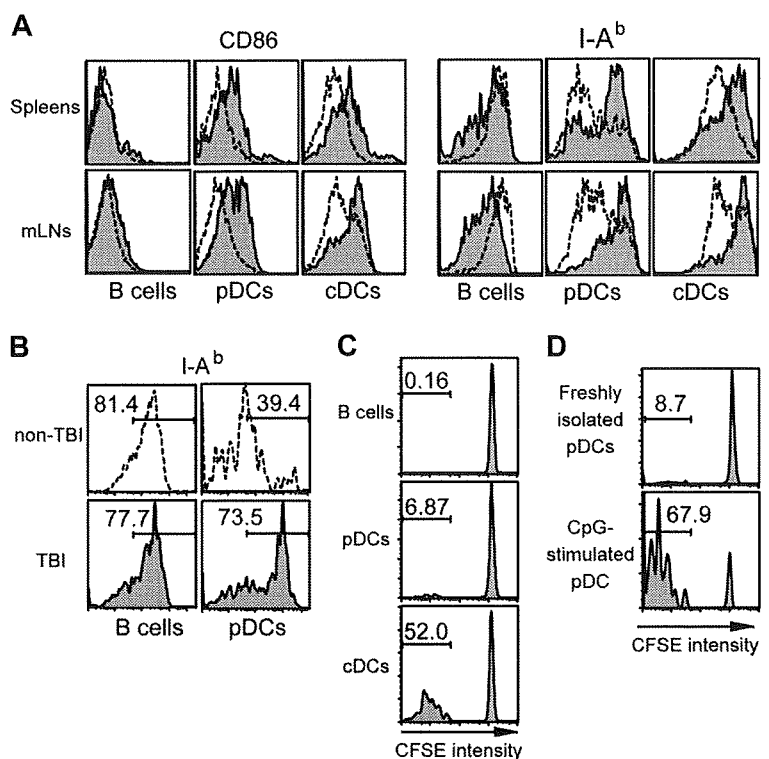 A
CD86
I-Aᵇ
Spleens
mLNs
B cells
pDCs
cDCs
B cells
pDCs
cDCs
B
I-Aᵇ
non-TBI
81.4
39.4
TBI
77.7
73.5
B cells
pDCs
C
B cells
0.16
pDCs
6.87
cDCs
52.0
CFSE intensity
D
Freshly
isolated
pDCs
8.7
CpG-
stimulated
pDC
67.9
CFSE intensity